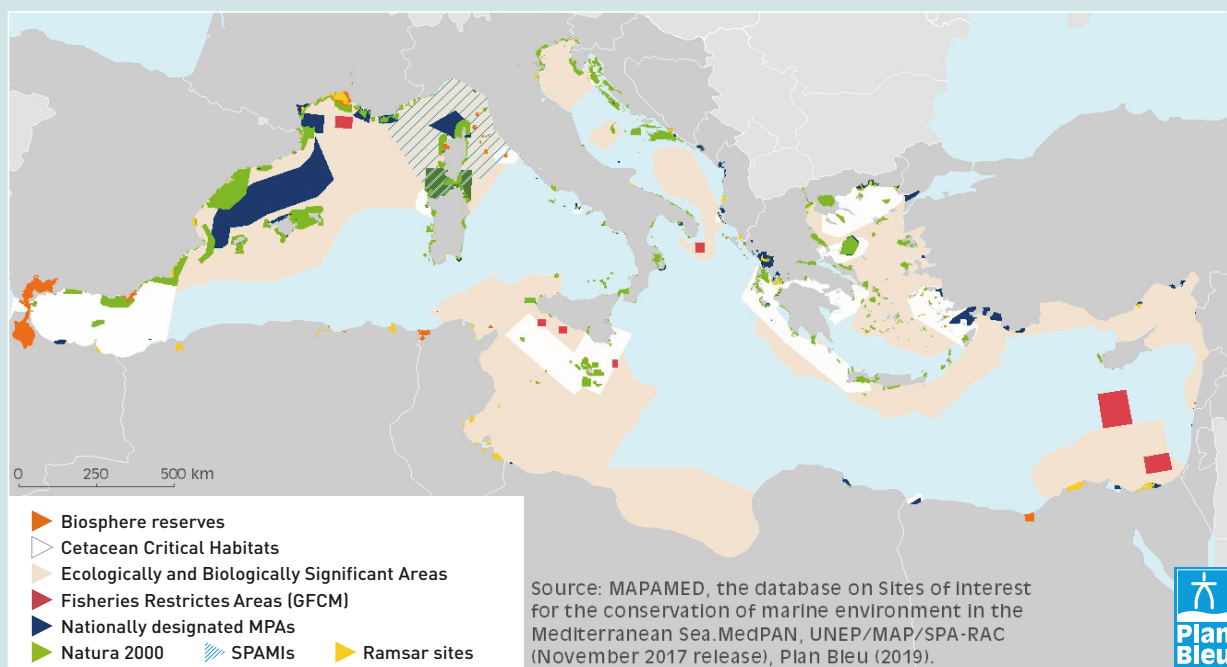 0 250 500 km
Biosphere reserves
Cetacean Critical Habitats
Ecologically and Biologically Significant Areas
Fisheries Restrictes Areas (GFCM)
Nationally designated MPAs
Natura 2000 SPAMIs Ramsar sites
Source: MAPAMED, the database on Sites of interest
for the conservation of marine environment in the
Mediterranean Sea.MedPAN, UNEP/MAP/SPA-RAC
(November 2017 release), Plan Bleu (2019).
Plan
Bleu